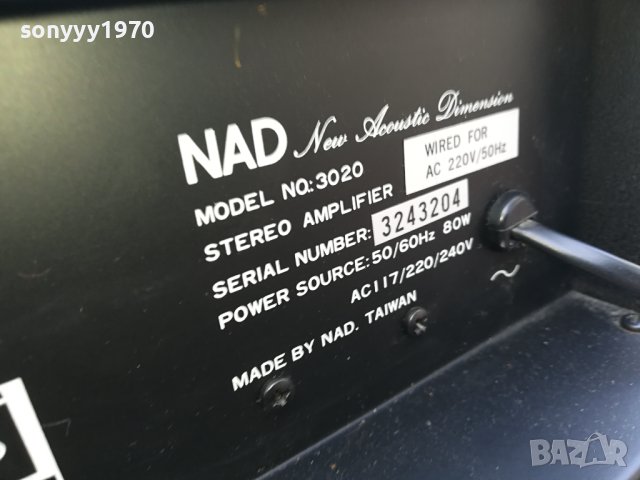 sonyyy1970
NAD New Acoustic Dimension
MODEL NO.:3020
WIRED FOR
AC 220V/50Hz
STEREO AMPLIFIER
SERIAL NUMBER: 3243204
POWER SOURCE:50/60Hz 80W
AC117/220/240V
~
MADE BY NAD. TAIWAN
BAZAR